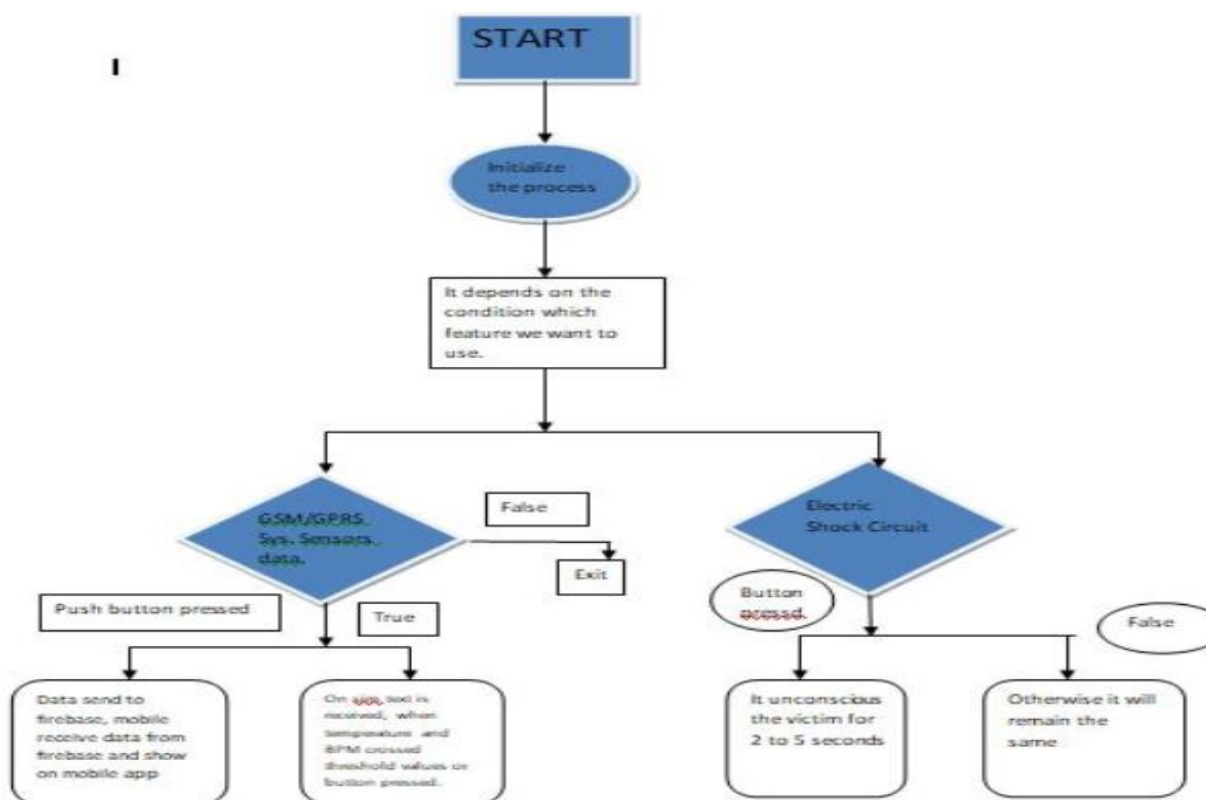 START
I
Initialize
the process
It depends on the
condition which
feature we want to
use.
GSM/GPRS
Sys. Sensors
data.
False
Exit
Electric
Shock Circuit
Push button pressed
True
Button
pressd.
False
Data send to
firebase, mobile
receive data from
firebase and show
on mobile app
On sim text is
received, when
temperature and
BPM crossed
threshold values or
button pressed.
It unconscious
the victim for
2 to 5 seconds
Otherwise it will
remain the
same